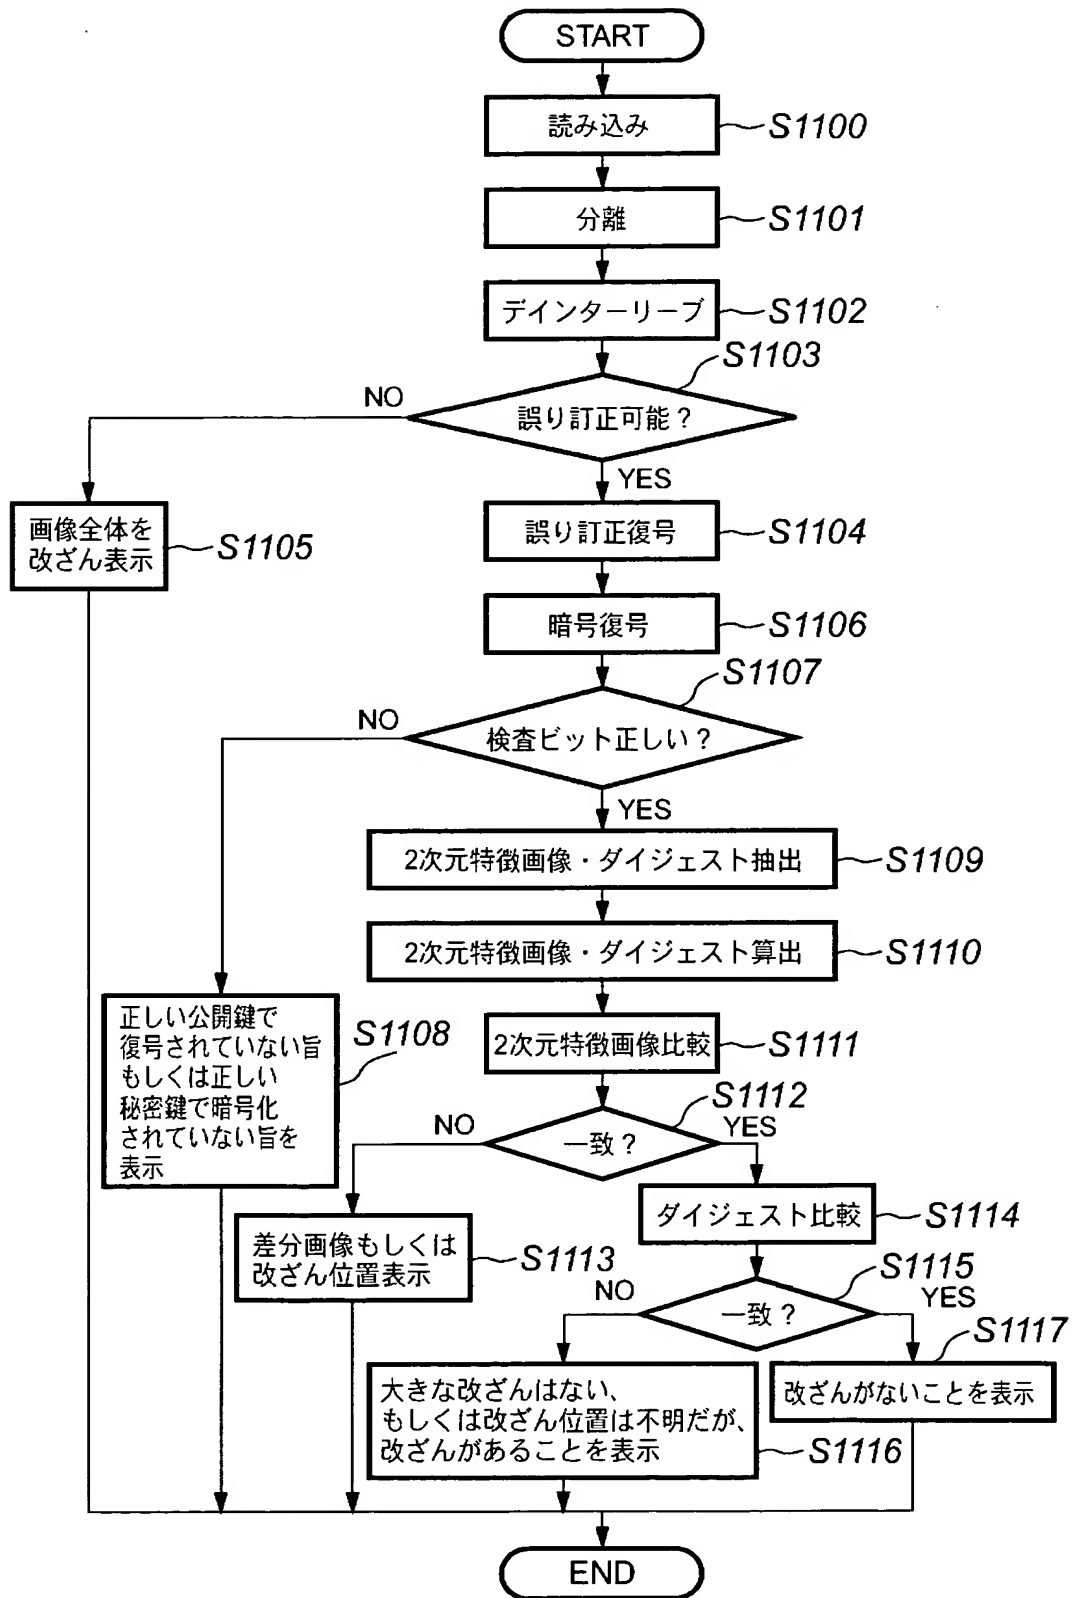 START
読み込み
S1100
分離
S1101
デインターリーブ
S1102
S1103
NO
誤り訂正可能？
YES
画像全体を
改ざん表示
S1105
誤り訂正復号
S1104
暗号復号
S1106
S1107
NO
検査ビット正しい？
YES
2次元特徴画像・ダイジェスト抽出
S1109
2次元特徴画像・ダイジェスト算出
S1110
正しい公開鍵で
復号されていない旨
もしくは正しい
秘密鍵で暗号化
されていない旨を
表示
S1108
2次元特徴画像比較
S1111
S1112
NO
一致？
YES
ダイジェスト比較
S1114
差分画像もしくは
改ざん位置表示
S1113
S1115
NO
一致？
YES
S1117
大きな改ざんはない、
もしくは改ざん位置は不明だが、
改ざんがあることを表示
S1116
改ざんがないことを表示
END